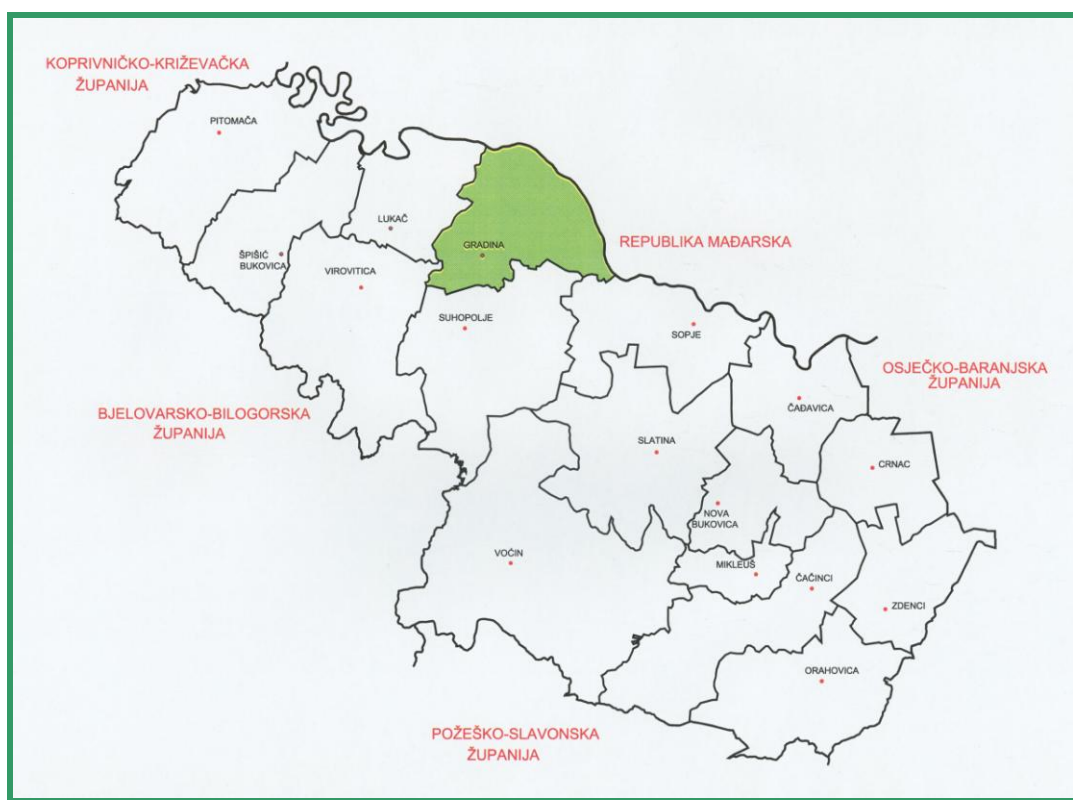 KOPRIVNIČKO-KRIŽEVAČKA
ŽUPANIJA
PITOMAČA
LUKAČ
GRADINA
REPUBLIKA MAĐARSKA
ŠPIŠIĆ
BUKOVICA
VIROVITICA
SUHOPOLJE
SOPJE
OSJEČKO-BARANJSKA
ŽUPANIJA
BJELOVARSKO-BILOGORSKA
ŽUPANIJA
ČAĐAVICA
SLATINA
CRNAC
NOVA
BUKOVICA
VOĆIN
MIKLEUŠ
ČAČINCI
ZDENCI
ORAHOVICA
POŽEŠKO-SLAVONSKA
ŽUPANIJA